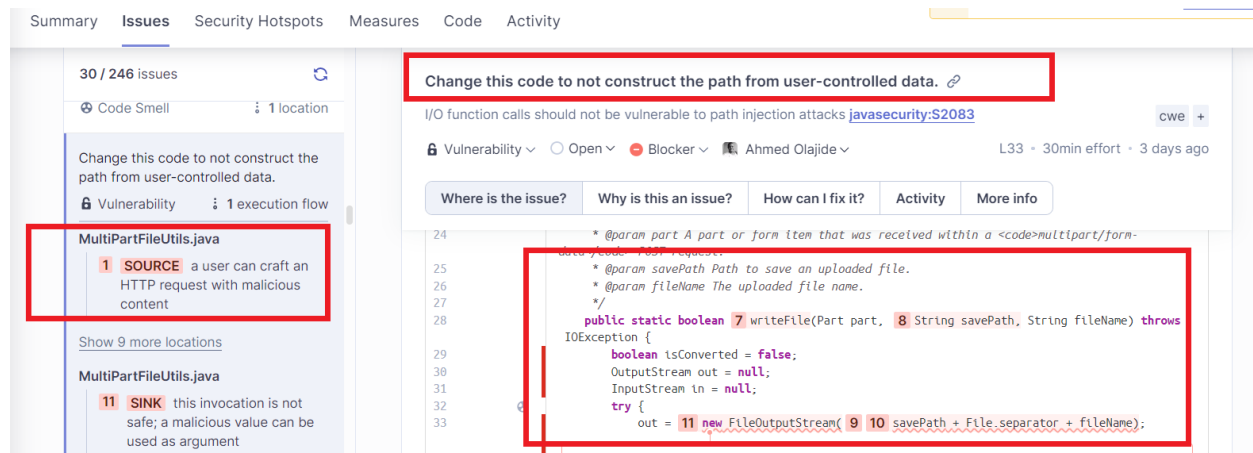 Summary Issues Security Hotspots Measures Code Activity
30 / 246 issues
Code Smell 1 location
Change this code to not construct the
path from user-controlled data.
Vulnerability 1 execution flow
MultiPartFileUtils.java
1 SOURCE a user can craft an
HTTP request with malicious
content
Show 9 more locations
MultiPartFileUtils.java
11 SINK this invocation is not
safe; a malicious value can be
used as argument
Change this code to not construct the path from user-controlled data.
I/O function calls should not be vulnerable to path injection attacks javasecurity:S2083
cwe +
Vulnerability Open Blocker Ahmed Olajide L33 • 30min effort • 3 days ago
Where is the issue? Why is this an issue? How can I fix it? Activity More info
24 * @param part A part or form item that was received within a <code>multipart/form-
25 * @param savePath Path to save an uploaded file.
26 * @param fileName The uploaded file name.
27 */
28 public static boolean 7 writeFile(Part part, 8 String savePath, String fileName) throws
IOException {
29 boolean isConverted = false;
30 OutputStream out = null;
31 InputStream in = null;
32 try {
33 out = 11 new FileOutputStream( 9 10 savePath + File.separator + fileName);